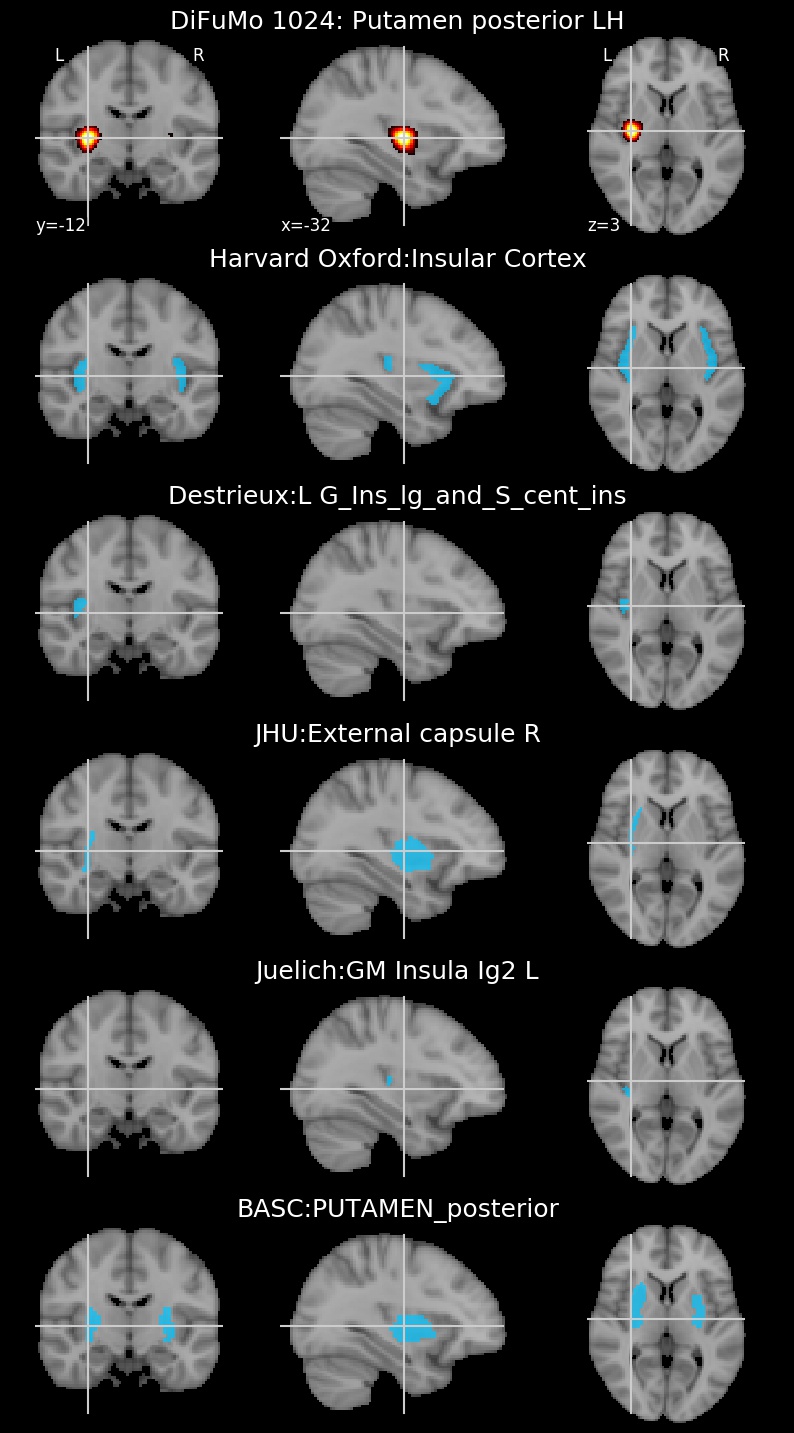 DiFuMo 1024: Putamen posterior LH
L R L R
y=-12 x=-32 z=3
Harvard Oxford:Insular Cortex
Destrieux:L G_Ins_lg_and_S_cent_ins
JHU:External capsule R
Juelich:GM Insula Ig2 L
BASC:PUTAMEN_posterior